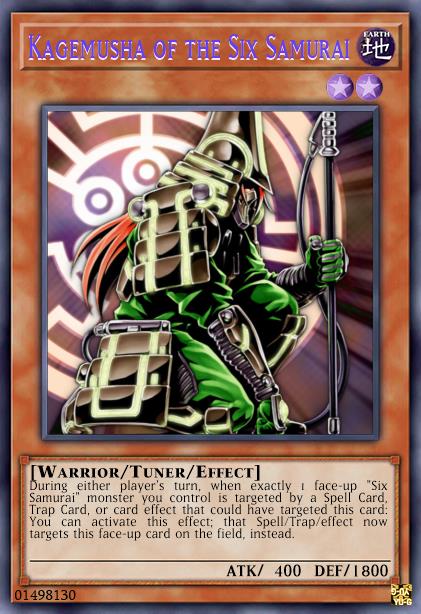 Kagemusha of the Six Samurai
EARTH
地
[Warrior/Tuner/Effect]
During either player's turn, when exactly 1 face-up "Six
Samurai" monster you control is targeted by a Spell Card,
Trap Card, or card effect that could have targeted this card:
You can activate this effect; that Spell/Trap/effect now
targets this face-up card on the field, instead.
ATK/ 400 DEF/1800
01498130